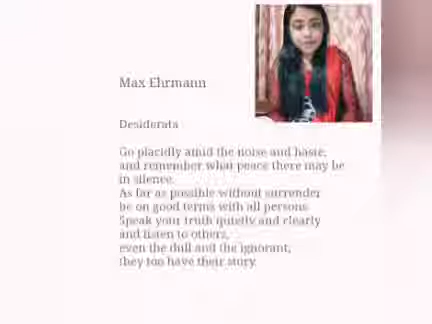 Max Ehrmann
Desiderata
Go placidly amid the noise and haste,
and remember what peace there may be
in silence.
As far as possible without surrender
be on good terms with all persons.
Speak your truth quietly and clearly
and listen to others,
even the dull and the ignorant,
they too have their story.